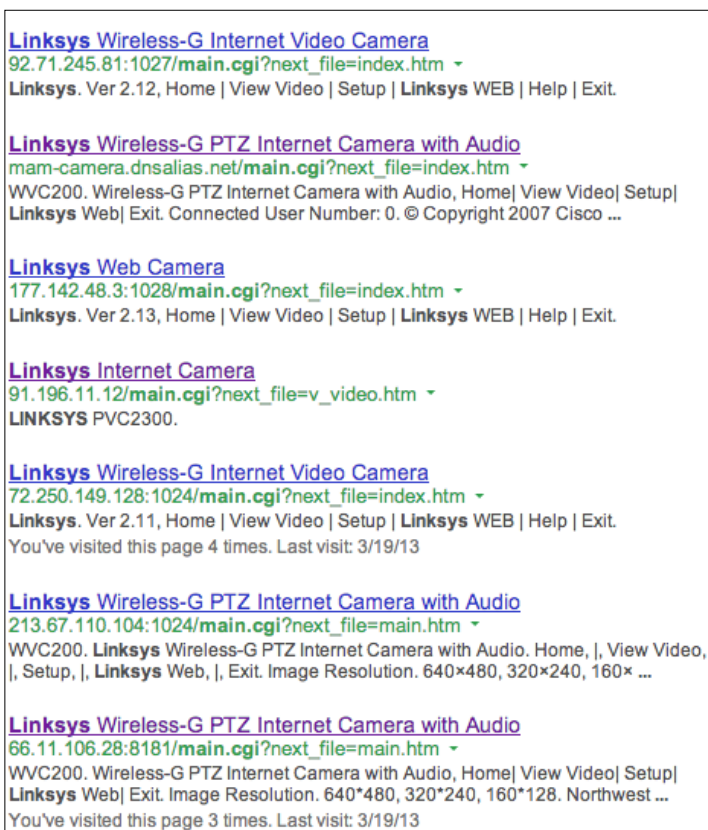 Linksys Wireless-G Internet Video Camera
92.71.245.81:1027/main.cgi?next_file=index.htm
Linksys. Ver 2.12, Home | View Video | Setup | Linksys WEB | Help | Exit.
Linksys Wireless-G PTZ Internet Camera with Audio
mam-camera.dnsalias.net/main.cgi?next_file=index.htm
WVC200. Wireless-G PTZ Internet Camera with Audio, Home| View Video| Setup|
Linksys Web| Exit. Connected User Number: 0. © Copyright 2007 Cisco ...
Linksys Web Camera
177.142.48.3:1028/main.cgi?next_file=index.htm
Linksys. Ver 2.13, Home | View Video | Setup | Linksys WEB | Help | Exit.
Linksys Internet Camera
91.196.11.12/main.cgi?next_file=v_video.htm
LINKSYS PVC2300.
Linksys Wireless-G Internet Video Camera
72.250.149.128:1024/main.cgi?next_file=index.htm
Linksys. Ver 2.11, Home | View Video | Setup | Linksys WEB | Help | Exit.
You've visited this page 4 times. Last visit: 3/19/13
Linksys Wireless-G PTZ Internet Camera with Audio
213.67.110.104:1024/main.cgi?next_file=main.htm
WVC200. Linksys Wireless-G PTZ Internet Camera with Audio. Home, |, View Video,
|, Setup, |, Linksys Web, |, Exit. Image Resolution. 640×480, 320×240, 160× ...
Linksys Wireless-G PTZ Internet Camera with Audio
66.11.106.28:8181/main.cgi?next_file=main.htm
WVC200. Wireless-G PTZ Internet Camera with Audio, Home| View Video| Setup|
Linksys Web| Exit. Image Resolution. 640*480, 320*240, 160*128. Northwest ...
You've visited this page 3 times. Last visit: 3/19/13